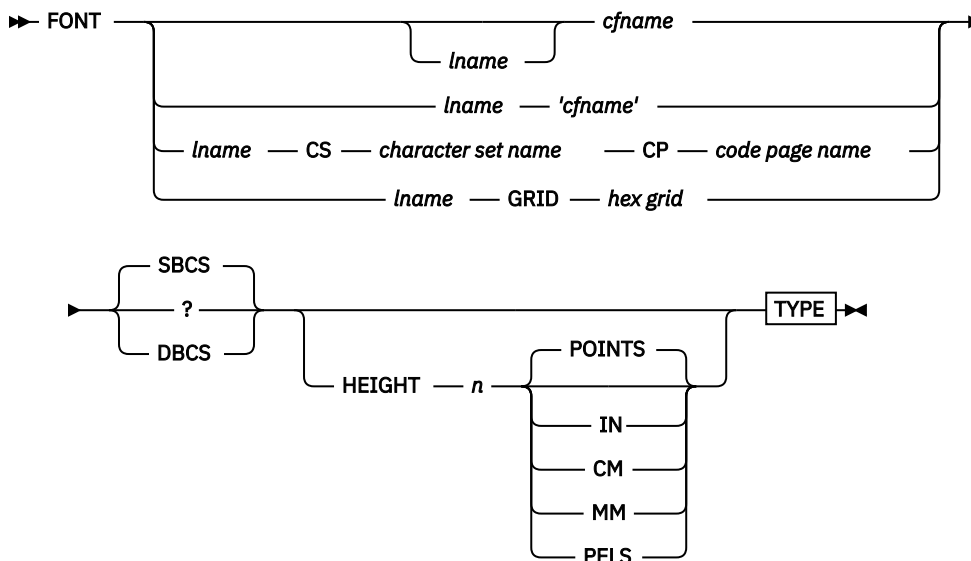 FONT cfname
lname
lname 'cfname'
lname CS character set name CP code page name
lname GRID hex grid
SBCS
? TYPE
DBCS
POINTS
HEIGHT n
IN
CM
MM
PELS